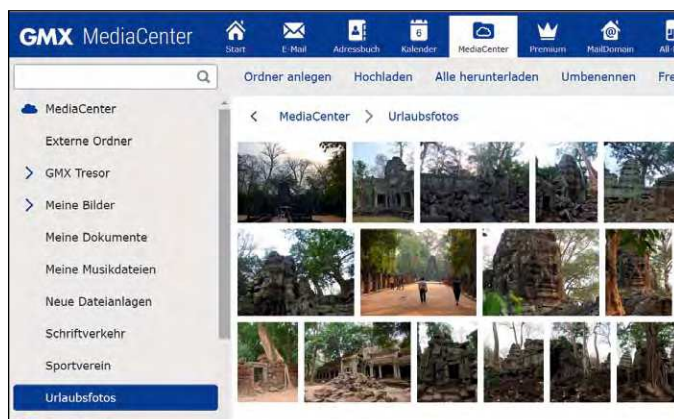 GMX MediaCenter
Start E-Mail Adressbuch Kalender MediaCenter Premium MailDomain
6
Ordner anlegen Hochladen Alle herunterladen Umbenennen
MediaCenter
Externe Ordner
GMX Tresor
Meine Bilder
Meine Dokumente
Meine Musikdateien
Neue Dateianlagen
Schriftverkehr
Sportverein
Urlaubsfotos
< MediaCenter > Urlaubsfotos